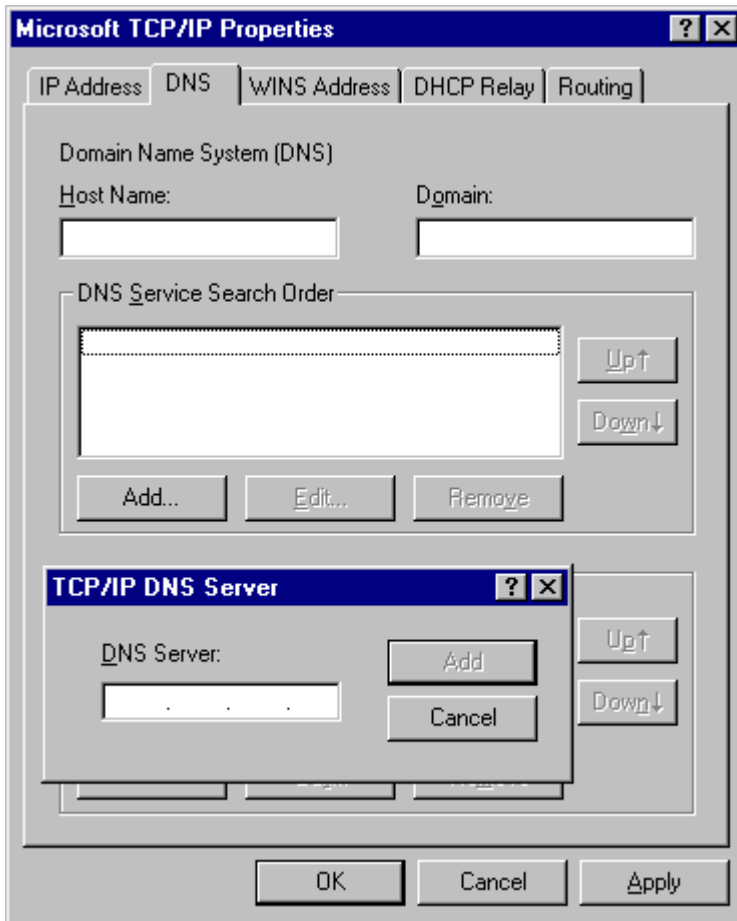 Microsoft TCP/IP Properties
IP Address DNS WINS Address DHCP Relay Routing
Domain Name System (DNS)
Host Name: Domain:
DNS Service Search Order
Up↑
Down↓
Add... Edit... Remove
TCP/IP DNS Server
DNS Server:
Add
. . .
Cancel
Up↑
Down↓
OK Cancel Apply